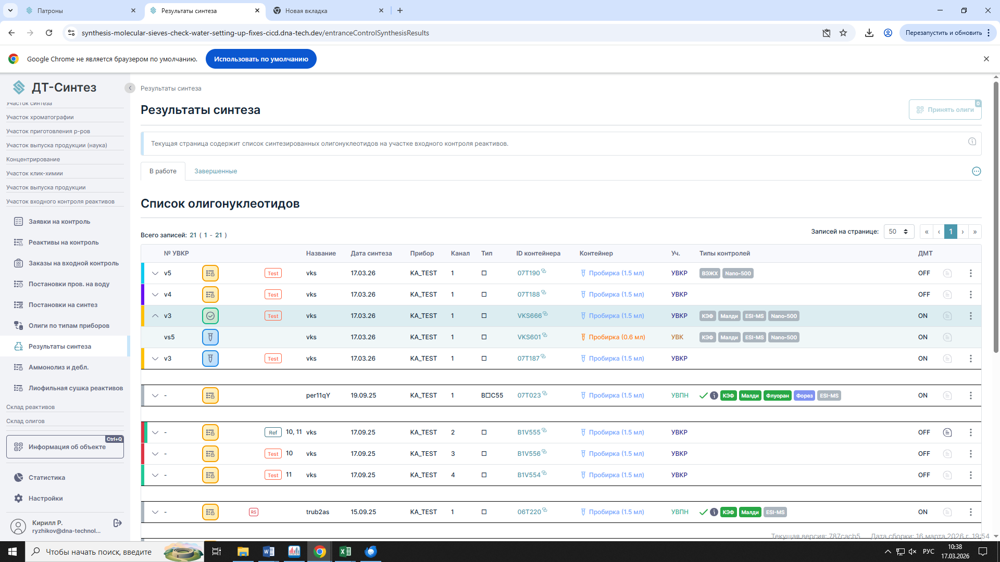 Патроны
Результаты синтеза
Новая вкладка
synthesis-molecular-sieves-check-water-setting-up-fixes-cicd.dna-tech.dev/entranceControlSynthesisResults
Перезапустить и обновить
Google Chrome не является браузером по умолчанию.
Использовать по умолчанию
ДТ-Синтез
Участок синтеза
Участок хроматографии
Участок приготовления р-ров
Участок выпуска продукции (наука)
Концентрирование
Участок клик-химии
Участок выпуска продукции
Участок входного контроля реактивов
Заявки на контроль
Реактивы на контроль
Заказы на входной контроль
Постановки пров. на воду
Постановки на синтез
Олиги по типам приборов
Результаты синтеза
Аммонолиз и дебл.
Лиофильная сушка реактивов
Склад реактивов
Склад олигов
Ctrl+Q
Информация об объекте
Статистика
Настройки
Кирилл Р.
ryzhikov@dna-technol...
Результаты синтеза
Результаты синтеза
Принять олиги 0
Текущая страница содержит список синтезированных олигонуклеотидов на участке входного контроля реактивов.
В работе Завершенные
Список олигонуклеотидов
Всего записей: 21 ( 1 - 21 )
Записей на странице: 50 « ‹ 1 › »
№ УВКР Название Дата синтеза Прибор Канал Тип ID контейнера Контейнер Уч. Типы контролей ДМТ
v5 Test vks 17.03.26 KA_TEST 1 □ 07T190 Пробирка (1.5 мл) УВКР ВЭЖХ Nano-500 OFF
v4 Test vks 17.03.26 KA_TEST 1 □ 07T188 Пробирка (1.5 мл) УВКР OFF
v3 Test vks 17.03.26 KA_TEST 1 □ VKS666 Пробирка (1.5 мл) УВКР КЭФ Малди ESI-MS Nano-500 ON
vs5 vks 17.03.26 KA_TEST 1 □ VKS601 Пробирка (0.6 мл) УВК КЭФ Малди ESI-MS Nano-500 ON
v3 Test vks 17.03.26 KA_TEST 1 □ 07T187 Пробирка (1.5 мл) УВКР ON
- per11qY 19.09.25 KA_TEST 1 B□C55 07T023 Пробирка (1.5 мл) УВПН КЭФ Малди Флуоран Форез ESI-MS ON
- Ref 10, 11 vks 17.09.25 KA_TEST 2 □ B1V555 Пробирка (1.5 мл) УВКР OFF
- Test 10 vks 17.09.25 KA_TEST 3 □ B1V556 Пробирка (1.5 мл) УВКР OFF
- Test 11 vks 17.09.25 KA_TEST 4 □ B1V554 Пробирка (1.5 мл) УВКР OFF
- RS trub2as 15.09.25 KA_TEST 1 □ 06T220 Пробирка (1.5 мл) УВПН КЭФ Малди ESI-MS ON
Текущая версия: 787cacb5 Дата сборки: 16 марта 2026 г. 19:54
Чтобы начать поиск, введите
РУС
10:38
17.03.2026